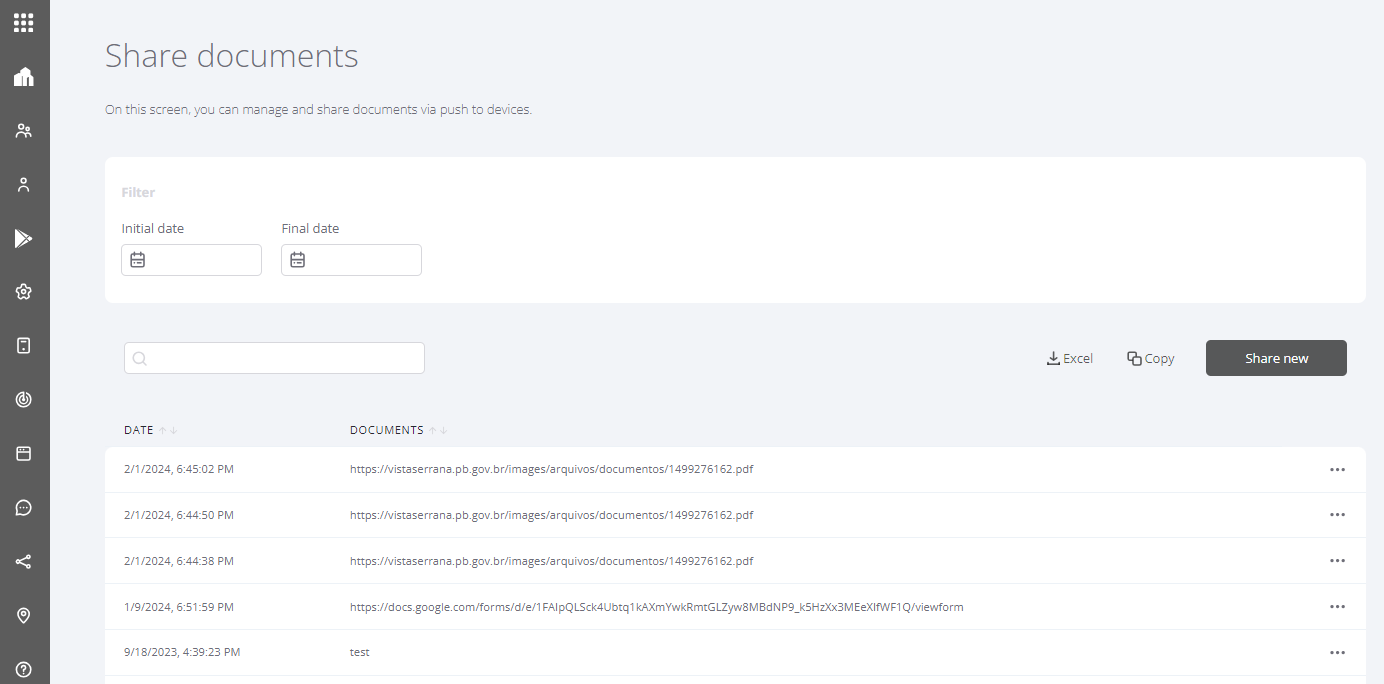 Share documents
On this screen, you can manage and share documents via push to devices.
Filter
Initial date Final date
Excel Copy Share new
DATE DOCUMENTS
2/1/2024, 6:45:02 PM https://vistaserrana.pb.gov.br/images/arquivos/documentos/1499276162.pdf
2/1/2024, 6:44:50 PM https://vistaserrana.pb.gov.br/images/arquivos/documentos/1499276162.pdf
2/1/2024, 6:44:38 PM https://vistaserrana.pb.gov.br/images/arquivos/documentos/1499276162.pdf
1/9/2024, 6:51:59 PM https://docs.google.com/forms/d/e/1FAIpQLSck4Ubtq1kAXmYwkRmtGLZyw8MBdNP9_k5HzXx3MEeXIfWF1Q/viewform
9/18/2023, 4:39:23 PM test